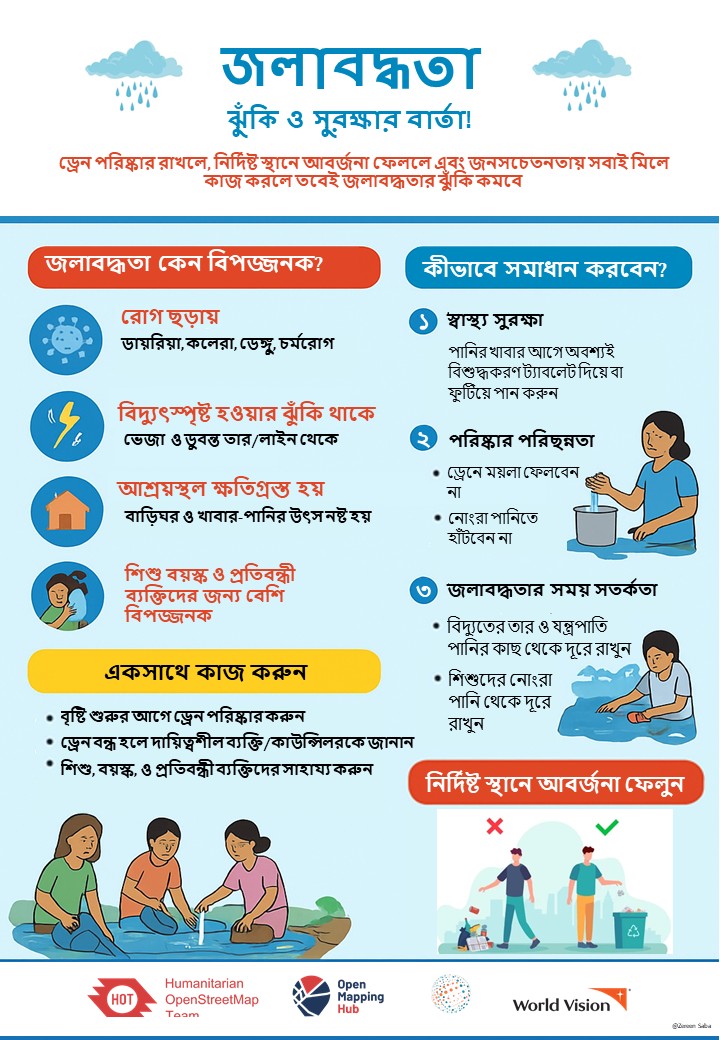 জলাবদ্ধতা
ঝুঁকি ও সুরক্ষার বার্তা!
ড্রেন পরিষ্কার রাখলে, নির্দিষ্ট স্থানে আবর্জনা ফেললে এবং জনসচেতনতায় সবাই মিলে
কাজ করলে তবেই জলাবদ্ধতার ঝুঁকি কমবে
জলাবদ্ধতা কেন বিপজ্জনক?
রোগ ছড়ায়
ডায়রিয়া, কলেরা, ডেঙ্গু, চর্মরোগ
বিদ্যুৎস্পৃষ্ট হওয়ার ঝুঁকি থাকে
ভেজা ও ডুবন্ত তার/লাইন থেকে
আশ্রয়স্থল ক্ষতিগ্রস্ত হয়
বাড়িঘর ও খাবার-পানির উৎস নষ্ট হয়
শিশু বয়স্ক ও প্রতিবন্ধী
ব্যক্তিদের জন্য বেশি
বিপজ্জনক
একসাথে কাজ করুন
• বৃষ্টি শুরুর আগে ড্রেন পরিষ্কার করুন
• ড্রেন বন্ধ হলে দায়িত্বশীল ব্যক্তি/কাউন্সিলরকে জানান
• শিশু, বয়স্ক, ও প্রতিবন্ধী ব্যক্তিদের সাহায্য করুন
কীভাবে সমাধান করবেন?
১ স্বাস্থ্য সুরক্ষা
পানির খাবার আগে অবশ্যই
বিশুদ্ধকরণ ট্যাবলেট দিয়ে বা
ফুটিয়ে পান করুন
২ পরিষ্কার পরিছন্নতা
• ড্রেনে ময়লা ফেলবেন
না
• নোংরা পানিতে
হাঁটবেন না
৩ জলাবদ্ধতার সময় সতর্কতা
• বিদ্যুতের তার ও যন্ত্রপাতি
পানির কাছ থেকে দূরে রাখুন
• শিশুদের নোংরা
পানি থেকে দূরে
রাখুন
নির্দিষ্ট স্থানে আবর্জনা ফেলুন
HOT
Humanitarian
OpenStreetMap
Team
Open
Mapping
Hub
World Vision
@Zereen Saba